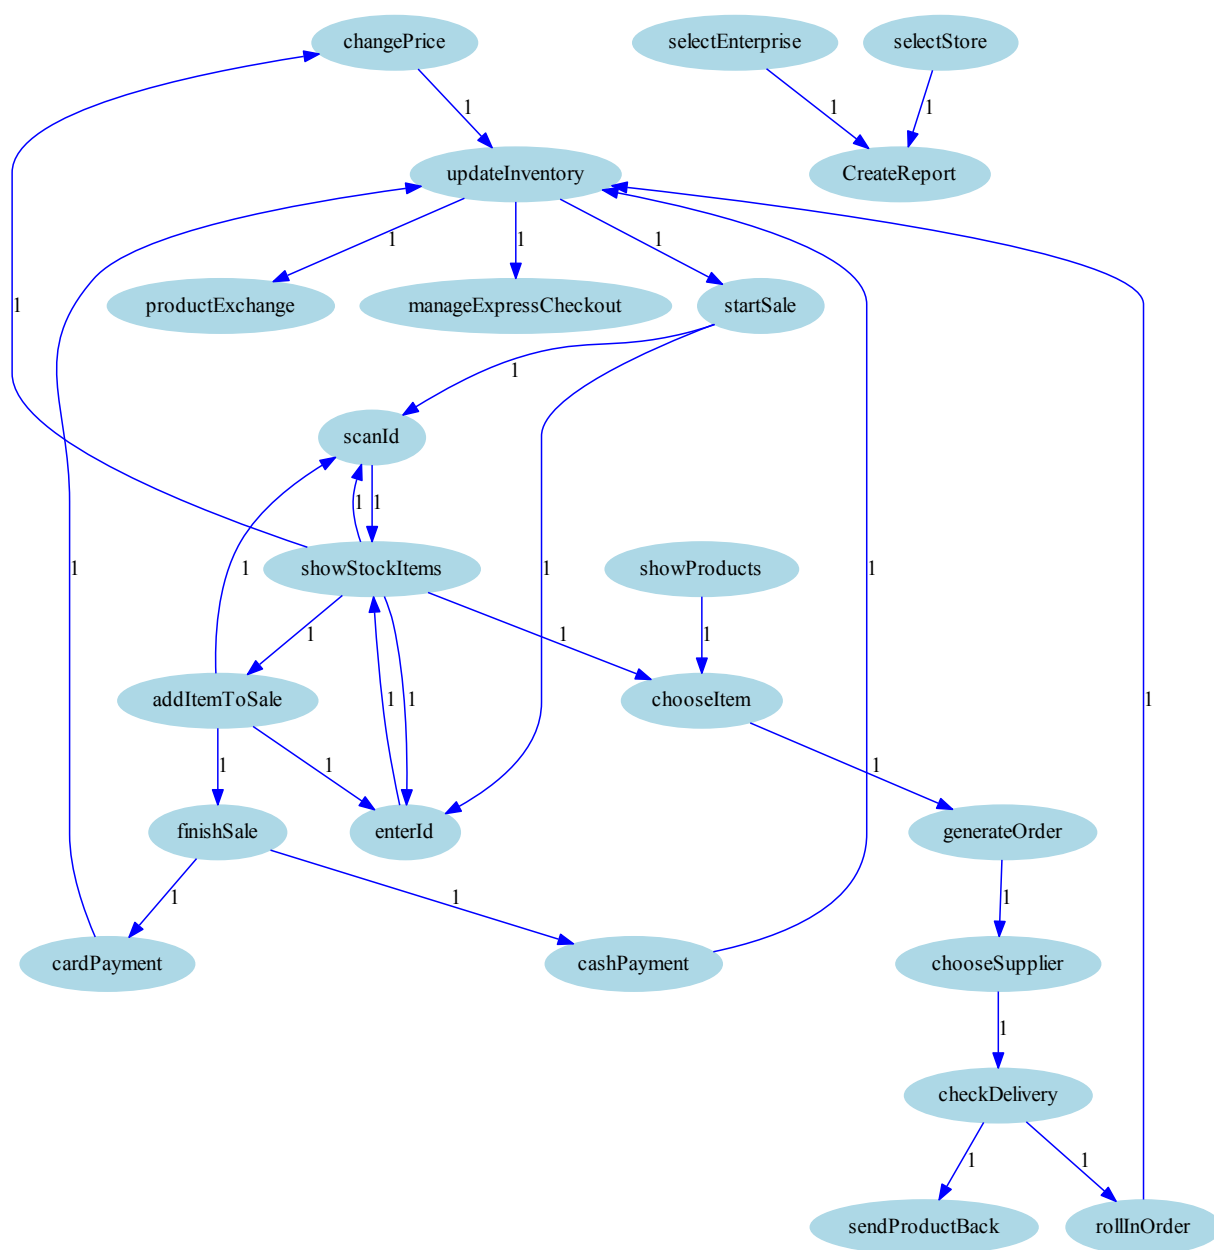 changePrice
selectEnterprise
selectStore
1
1
1
updateInventory
CreateReport
1
1
1
1
productExchange
manageExpressCheckout
startSale
1
scanId
1
1
showStockItems
showProducts
1
1
1
1
1
1
1
addItemToSale
1
1
chooseItem
1
1
1
finishSale
enterId
generateOrder
1
1
1
1
cardPayment
cashPayment
chooseSupplier
1
checkDelivery
1
1
sendProductBack
rollInOrder